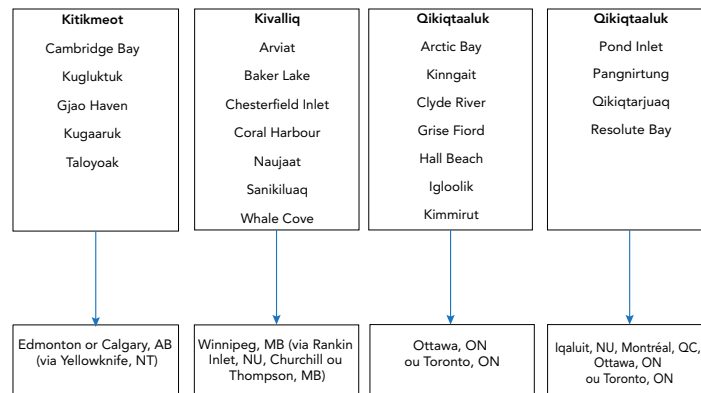 Kitikmeot
Cambridge Bay
Kugluktuk
Gjao Haven
Kugaaruk
Taloyoak
Kivalliq
Arviat
Baker Lake
Chesterfield Inlet
Coral Harbour
Naujaat
Sanikiluaq
Whale Cove
Qikiqtaaluk
Arctic Bay
Kinngait
Clyde River
Grise Fiord
Hall Beach
Igloolik
Kimmirut
Qikiqtaaluk
Pond Inlet
Pangnirtung
Qikiqtarjuaq
Resolute Bay
Edmonton or Calgary, AB
(via Yellowknife, NT)
Winnipeg, MB (via Rankin
Inlet, NU, Churchill ou
Thompson, MB)
Ottawa, ON
ou Toronto, ON
Iqaluit, NU, Montréal, QC,
Ottawa, ON
ou Toronto, ON